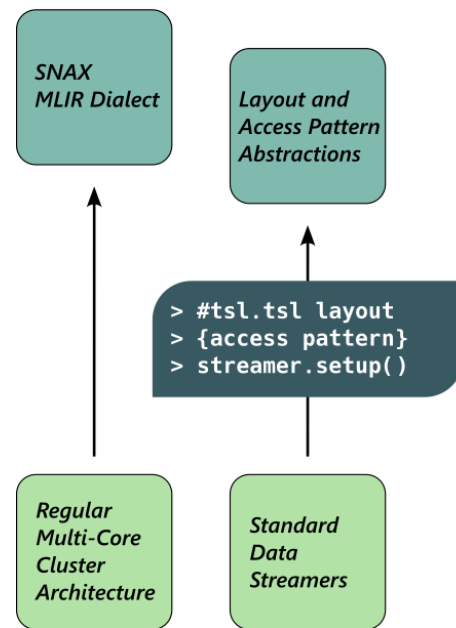 SNAX
MLIR Dialect
Layout and
Access Pattern
Abstractions
> #tsl.tsl layout
> {access pattern}
> streamer.setup()
Regular
Multi-Core
Cluster
Architecture
Standard
Data
Streamers